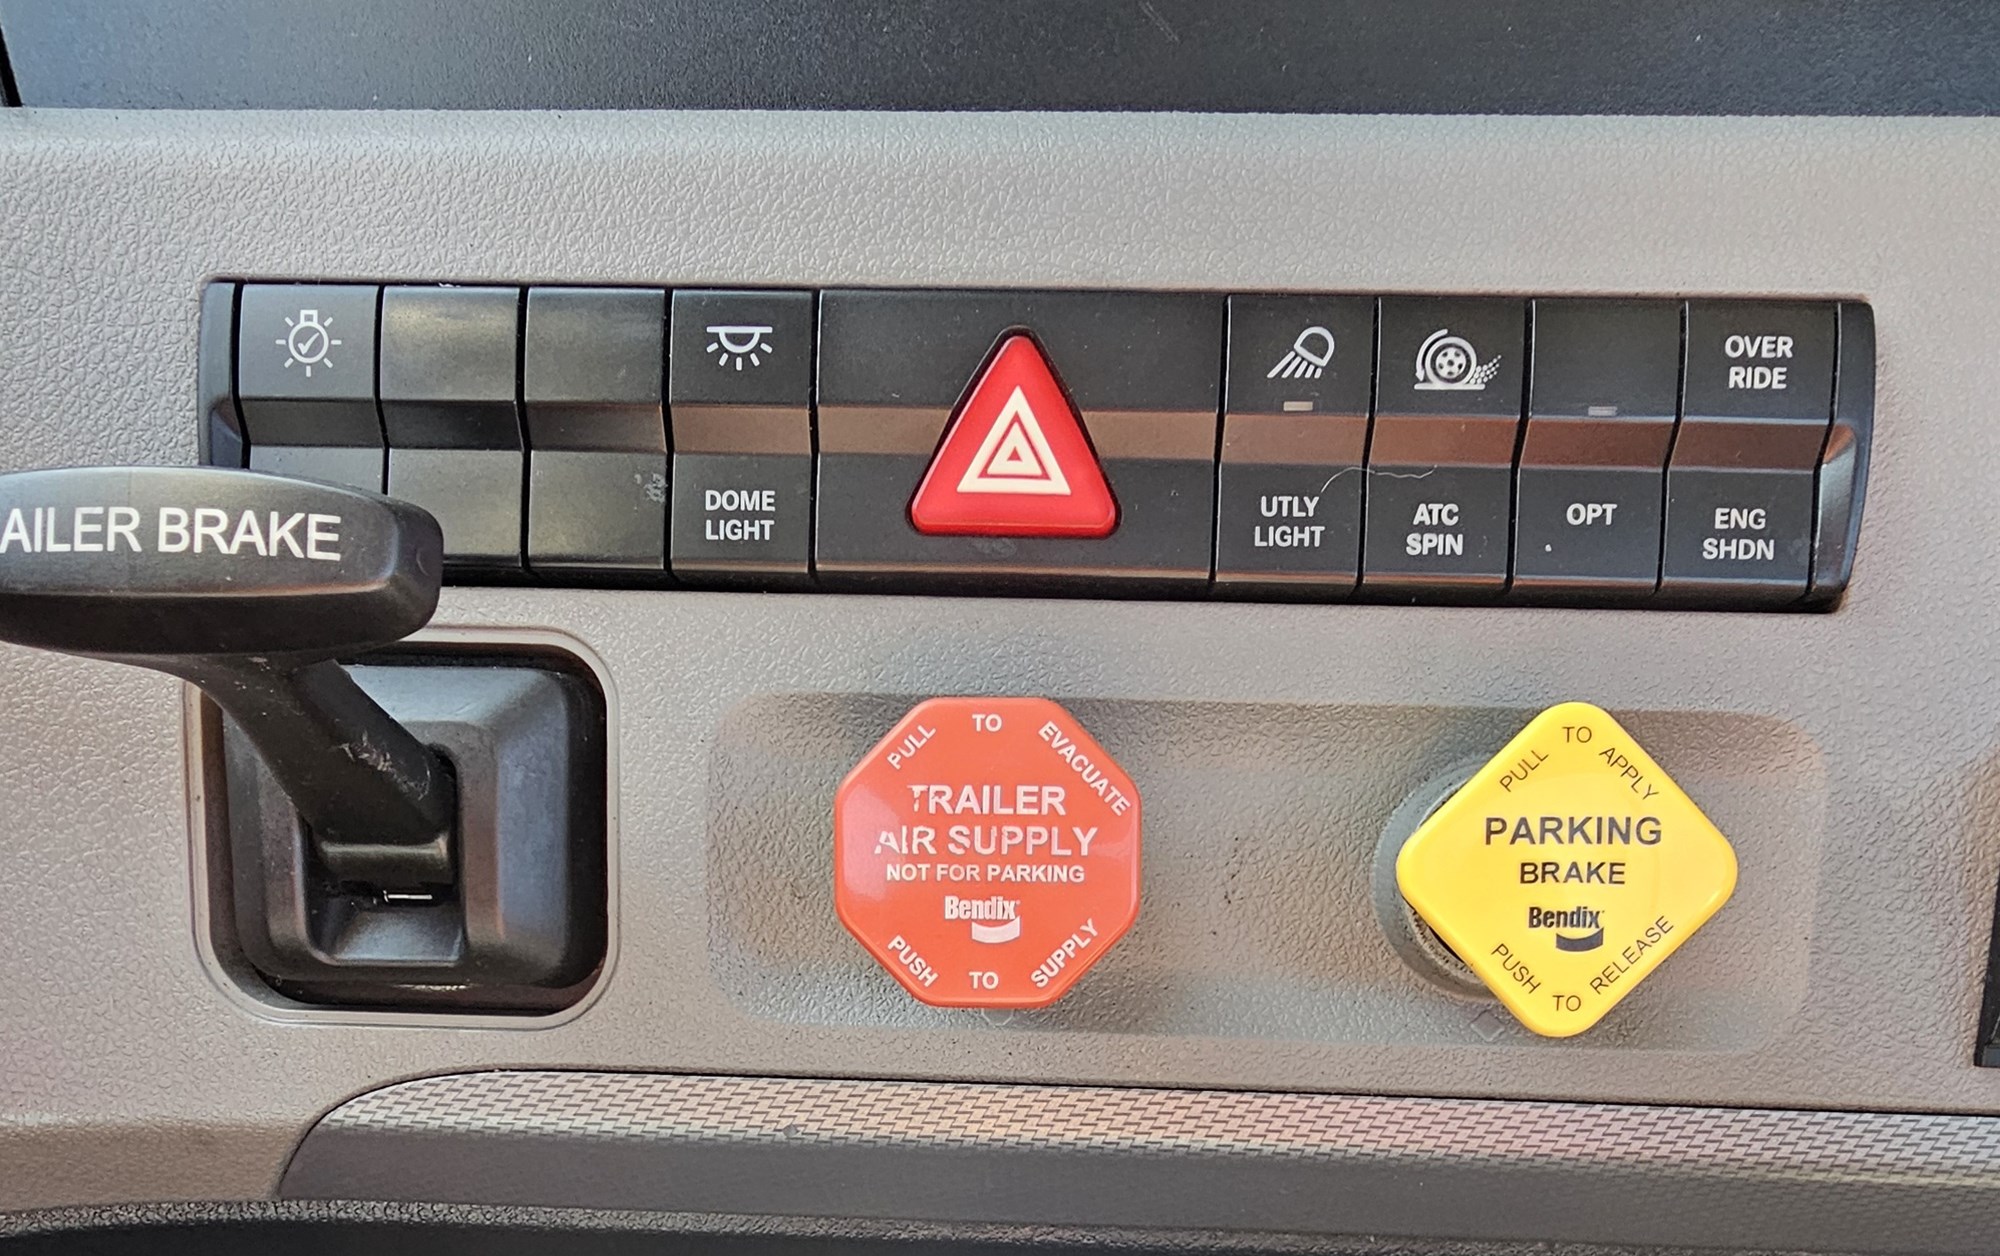 OVER
RIDE
DOME
LIGHT
UTLY
LIGHT
ATC
SPIN
OPT
ENG
SHDN
AILER BRAKE
PULL TO EVACUATE
TRAILER
AIR SUPPLY
NOT FOR PARKING
Bendix
PUSH TO SUPPLY
PULL TO APPLY
PARKING
BRAKE
Bendix
PUSH TO RELEASE